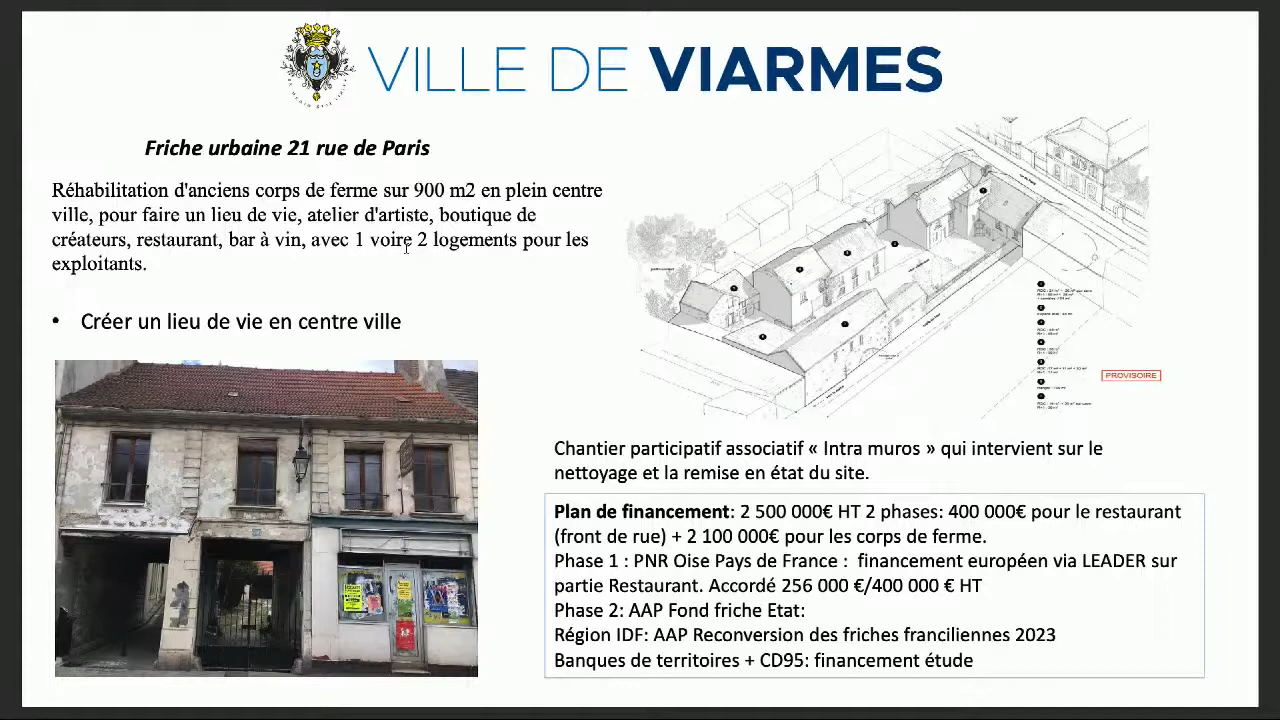 VILLE DE VIARMES
Friche urbaine 21 rue de Paris
Réhabilitation d'anciens corps de ferme sur 900 m2 en plein centre
ville, pour faire un lieu de vie, atelier d'artiste, boutique de
créateurs, restaurant, bar à vin, avec 1 voire 2 logements pour les
exploitants.
• Créer un lieu de vie en centre ville
PROVISOIRE
Chantier participatif associatif « Intra muros » qui intervient sur le
nettoyage et la remise en état du site.
Plan de financement: 2 500 000€ HT 2 phases: 400 000€ pour le restaurant
(front de rue) + 2 100 000€ pour les corps de ferme.
Phase 1 : PNR Oise Pays de France : financement européen via LEADER sur
partie Restaurant. Accordé 256 000 €/400 000 € HT
Phase 2: AAP Fond friche Etat:
Région IDF: AAP Reconversion des friches franciliennes 2023
Banques de territoires + CD95: financement étude